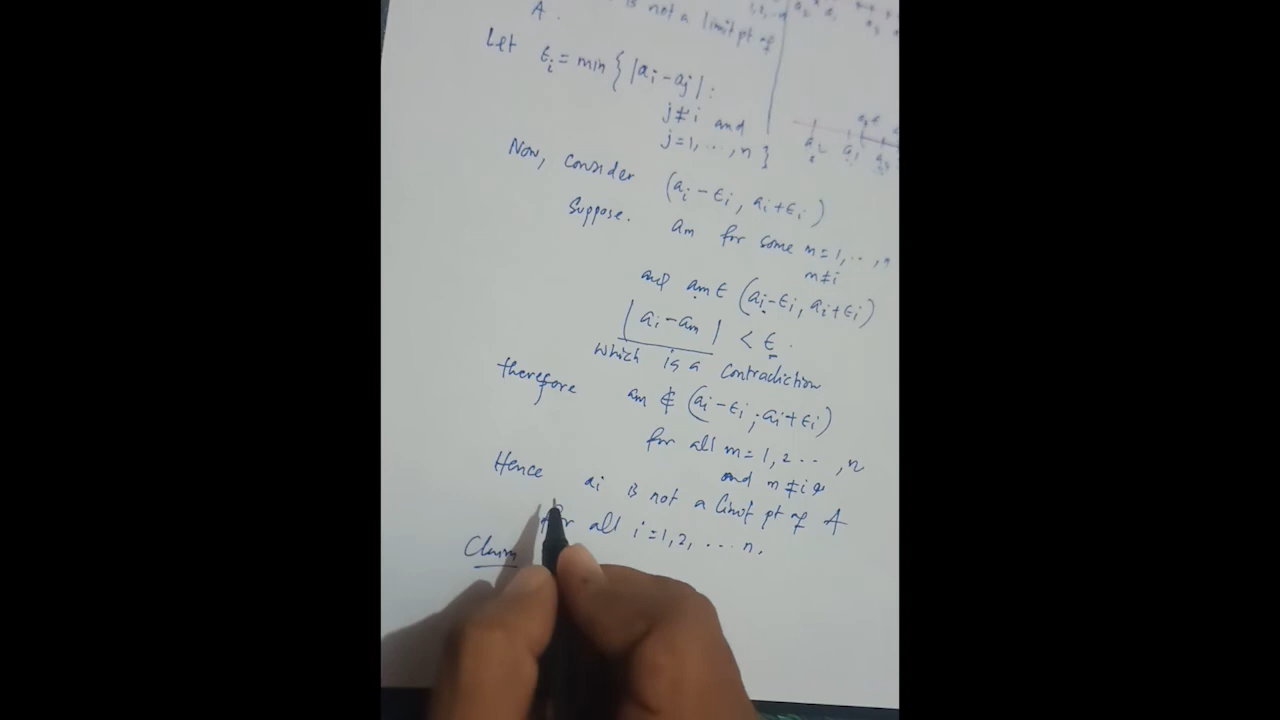 is not a limit pt of
A.
Let ϵᵢ = min { |aᵢ - aⱼ| :
j ≠ i and
j = 1, ..., n }
Now, consider (aᵢ - ϵᵢ, aᵢ + ϵᵢ)
Suppose. am for some m = 1, ..., n
m ≠ i
and am ∈ (aᵢ - ϵᵢ, aᵢ + ϵᵢ)
|aᵢ - am| < ϵ.
which is a contradiction
therefore am ∉ (aᵢ - ϵᵢ, aᵢ + ϵᵢ)
for all m = 1, 2 ..., n
and m ≠ i
Hence aᵢ is not a limit pt of A
for all i = 1, 2, ... n.
Claim